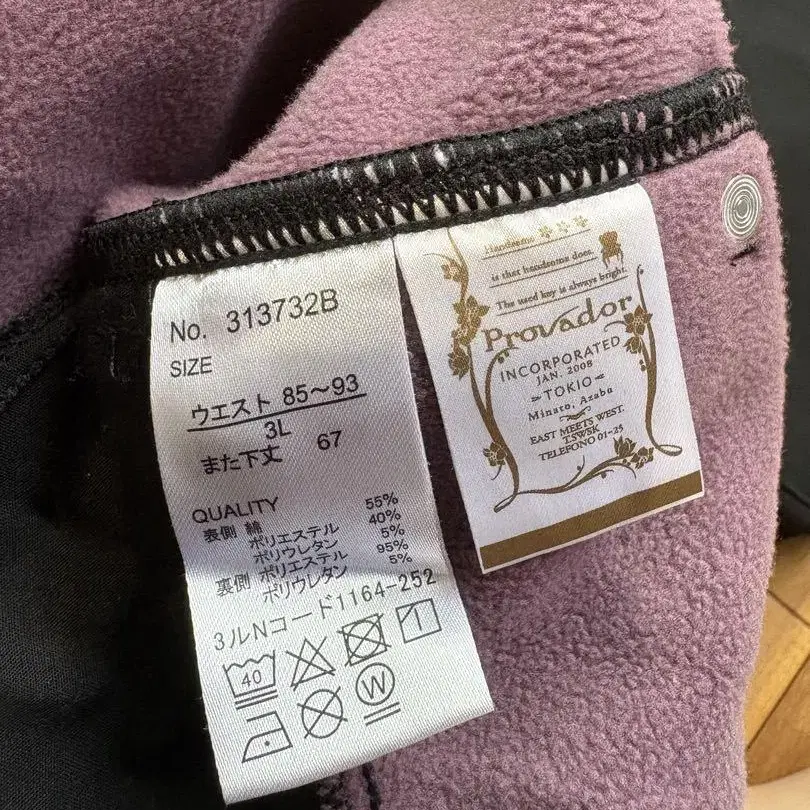 No. 313732B
SIZE
ウエスト 85〜93
3L
また下丈 67
QUALITY
表側 綿 55%
ポリエステル 40%
ポリウレタン 5%
裏側 ポリエステル 95%
ポリウレタン 5%
3ルNコード1164-252
40
W
Handsome
is that handsome does.
The used key is always bright.
Provador
INCORPORATED
JAN. 2008
TOKIO
Minato, Azabu
EAST MEETS WEST.
T.SWSK
TELEFONO 01-25